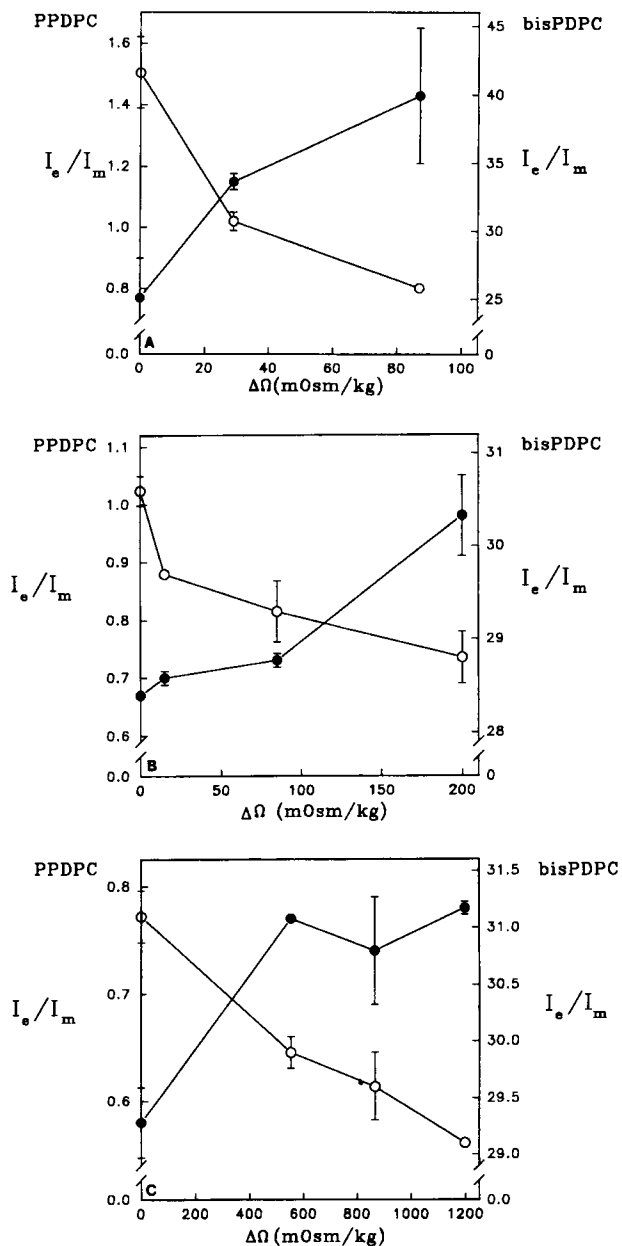 PPDPC
bisPDPC
1.6
1.4
1.2
1.0
0.8
0.0
I_e /I_m
45
40
35
30
25
0
I_e /I_m
A
0 20 40 60 80 100
ΔΩ(mOsm/kg)
PPDPC
bisPDPC
1.1
1.0
0.9
0.8
0.7
0.6
0.0
I_e /I_m
31
30
29
28
0
I_e /I_m
B
0 50 100 150 200
ΔΩ (mOsm/kg)
PPDPC
bisPDPC
0.8
0.7
0.6
0.0
I_e /I_m
31.5
31.0
30.5
30.0
29.5
29.0
0.0
I_e /I_m
C
0 200 400 600 800 1000 1200
ΔΩ (mOsm/kg)